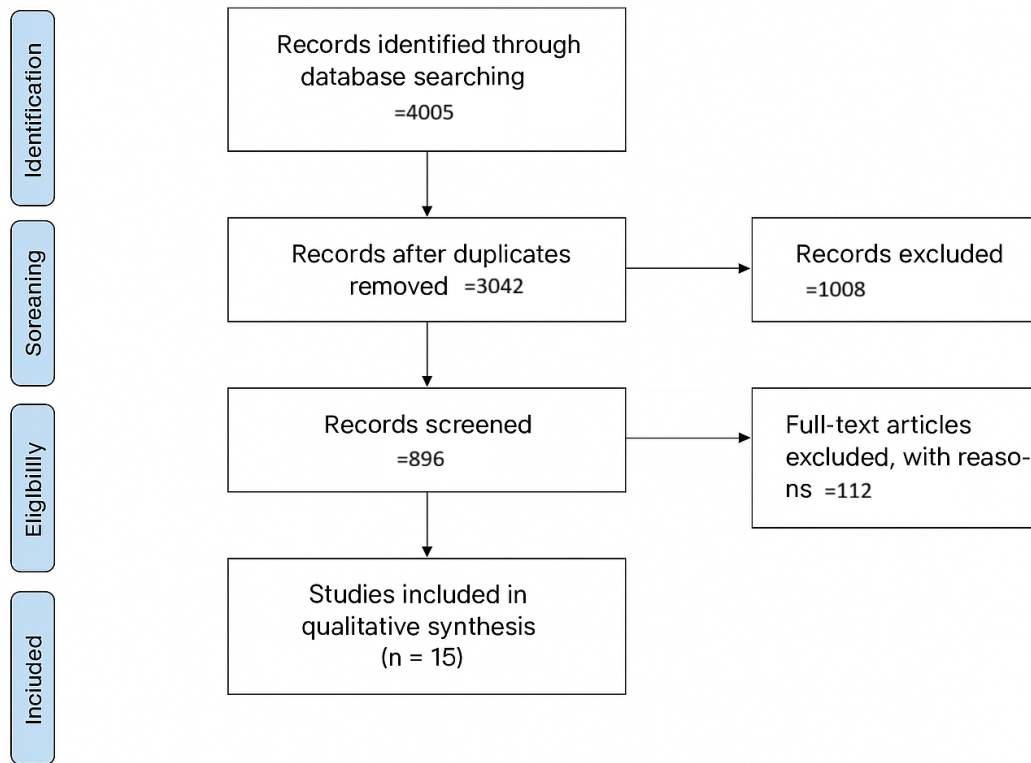 Identification
Records identified through
database searching
=4005
Soreaning
Records after duplicates
removed =3042
Records excluded
=1008
Eliglbillly
Records screened
=896
Full-text articles
excluded, with reaso-
ns =112
Inciuded
Studies included in
qualitative synthesis
(n = 15)